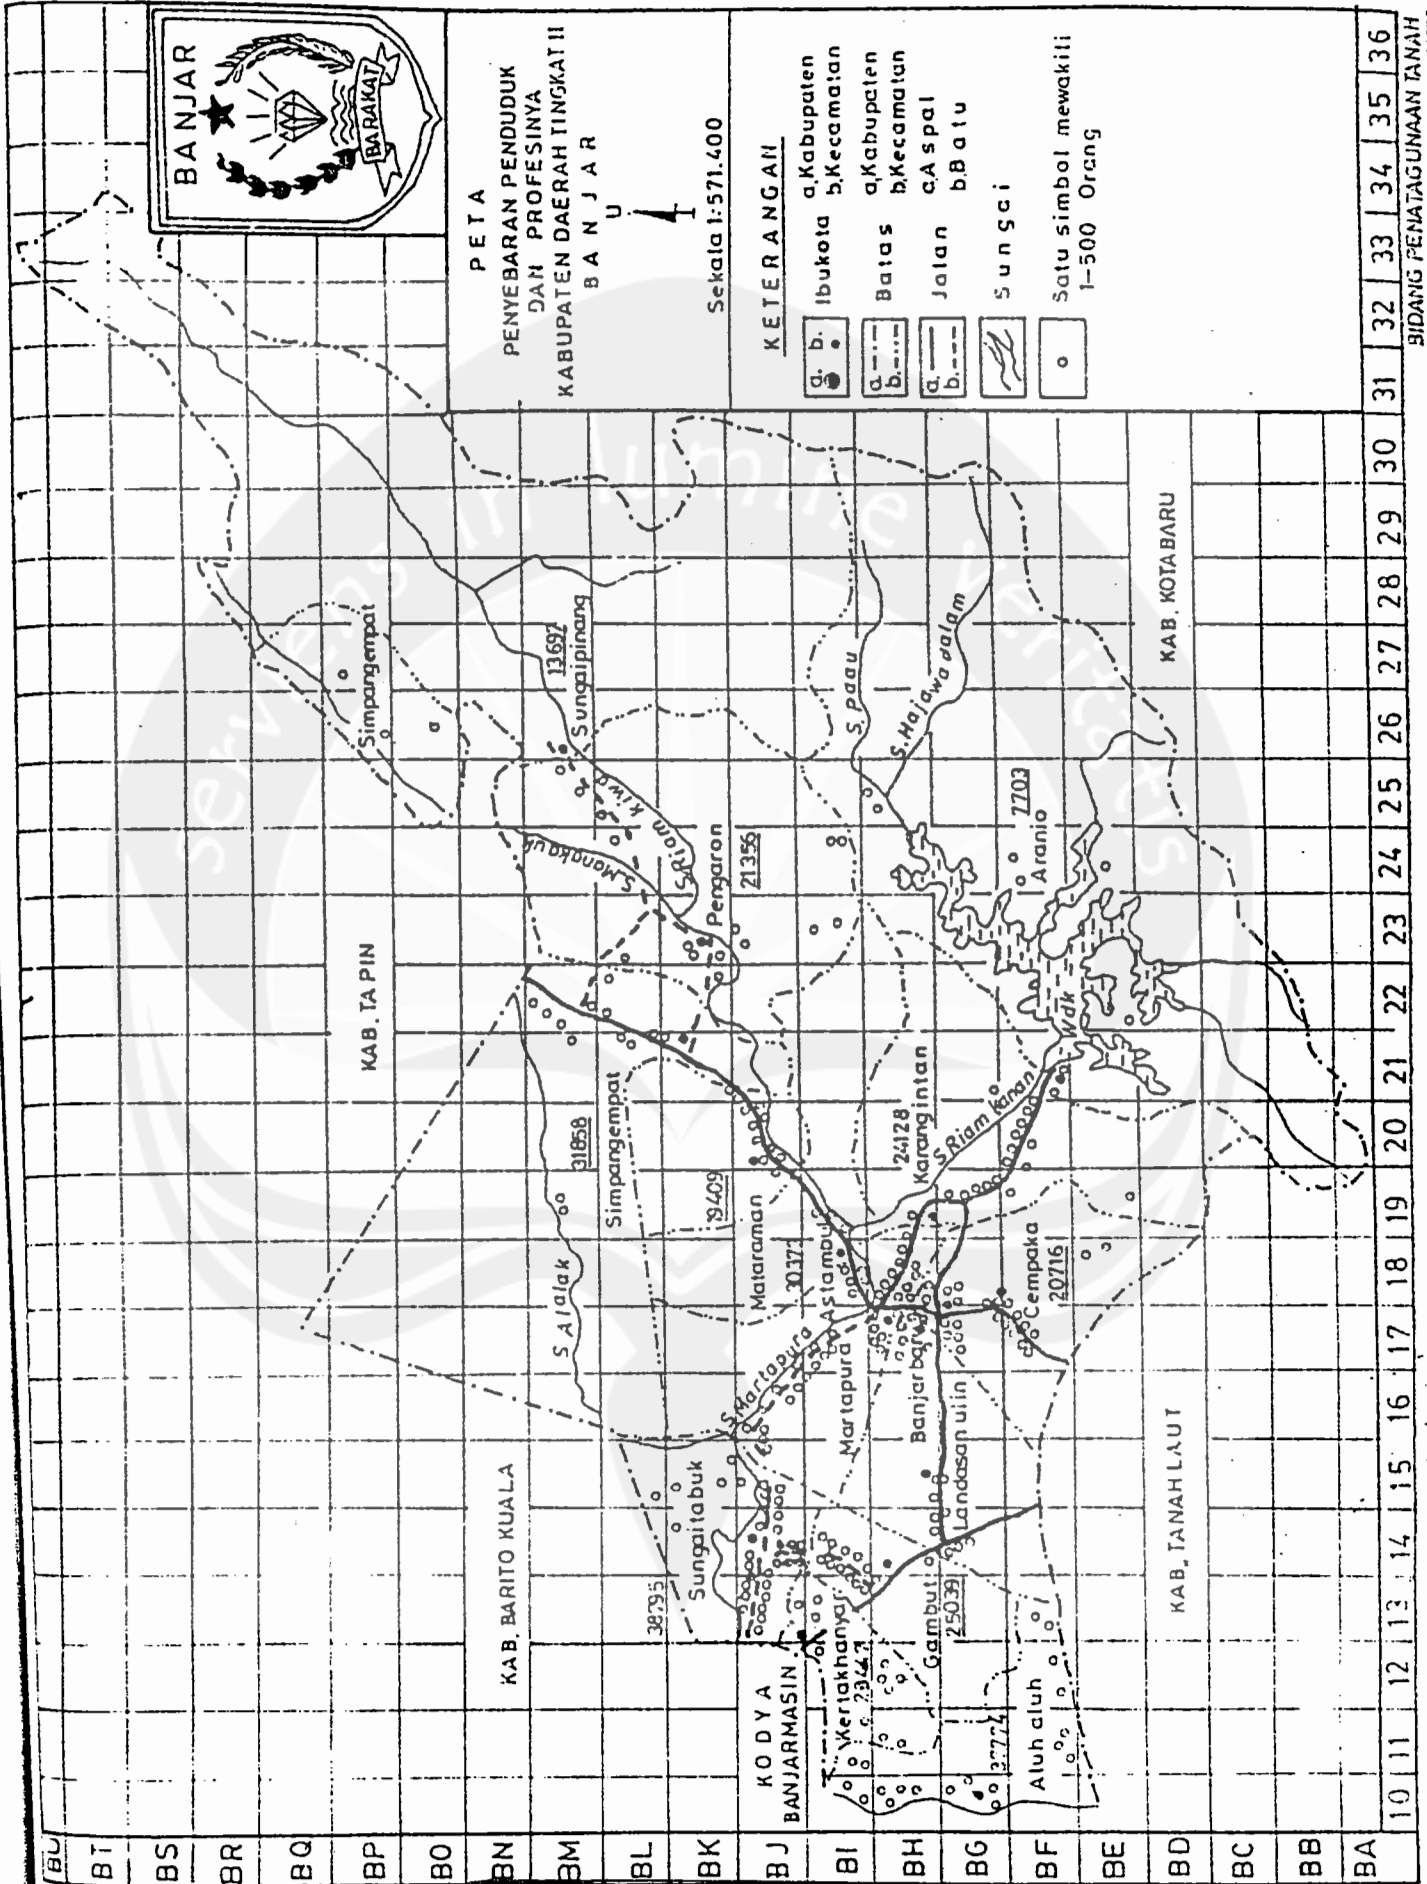 BANJAR
BARAKAT
PETA
PENYEBARAN PENDUDUK
DAN PROFESINYA
KABUPATEN DAERAH TINGKAT II
BANJAR
U
Sekala 1:571.400
KETERANGAN
a. b. Ibukota a.Kabupaten
b.Kecamatan
a. b. Batas a.Kabupaten
b.Kecamatan
a. b. Jalan a.Aspal
b.Batu
Sungai
Satu simbol mewakili
1-500 Orang
KAB. TAPIN
KAB. BARITO KUALA
KODYA
BANJARMASIN
KAB. TANAH LAUT
KAB. KOTABARU
Simpangempat
13697
Sungaipinang
S.Riam Kiwa
S.Mangkauk
Pengaron
21356
S.Paau
S.Hajawa dalam
7703
Aranio
Wdk
31858
Simpangempat
19409
Mataraman
30373
Astambul
24128
Karangintan
S.Riam Kanan
S.Alalak
S.Martapura
Martapura
Banjarbaru
Landasan ulin
Cempaka
20716
38795
Sungaitabuk
Kertakhanyar
Gambut
25039
Aluh aluh
BU
BT
BS
BR
BQ
BP
BO
BN
BM
BL
BK
BJ
BI
BH
BG
BF
BE
BD
BC
BB
BA
10 11 12 13 14 15 16 17 18 19 20 21 22 23 24 25 26 27 28 29 30 31 32 33 34 35 36
BIDANG PENATAGUNAAN TANAH
serviens in lumine veritatis